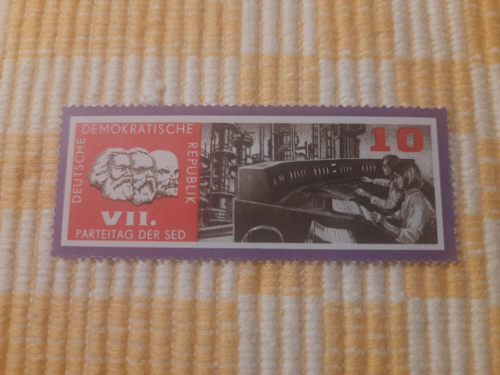 DEUTSCHE
DEMOKRATISCHE
REPUBLIK
VII.
PARTEITAG DER SED
10